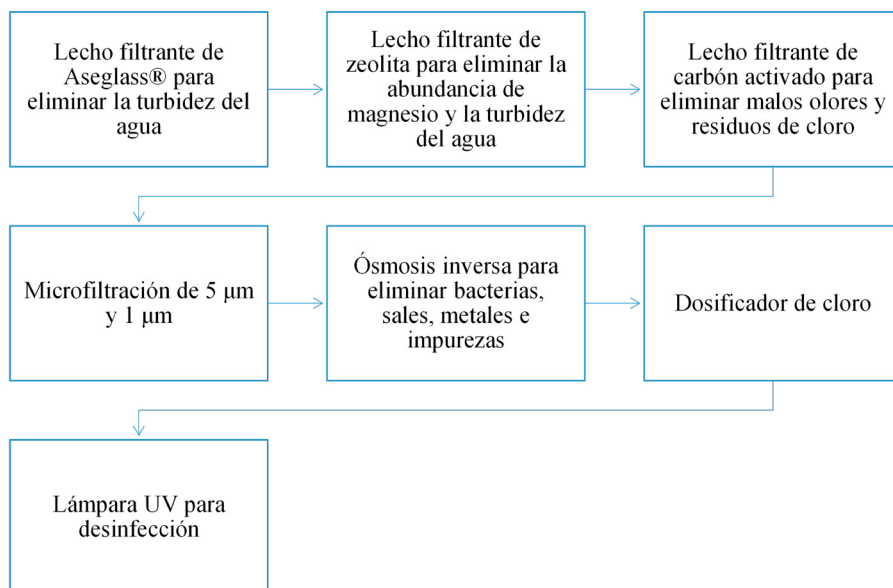 Lecho filtrante de
Aseglass® para
eliminar la turbidez del
agua
Lecho filtrante de
zeolita para eliminar la
abundancia de
magnesio y la turbidez
del agua
Lecho filtrante de
carbón activado para
eliminar malos olores y
residuos de cloro
Microfiltración de 5 μm
y 1 μm
Ósmosis inversa para
eliminar bacterias,
sales, metales e
impurezas
Dosificador de cloro
Lámpara UV para
desinfección